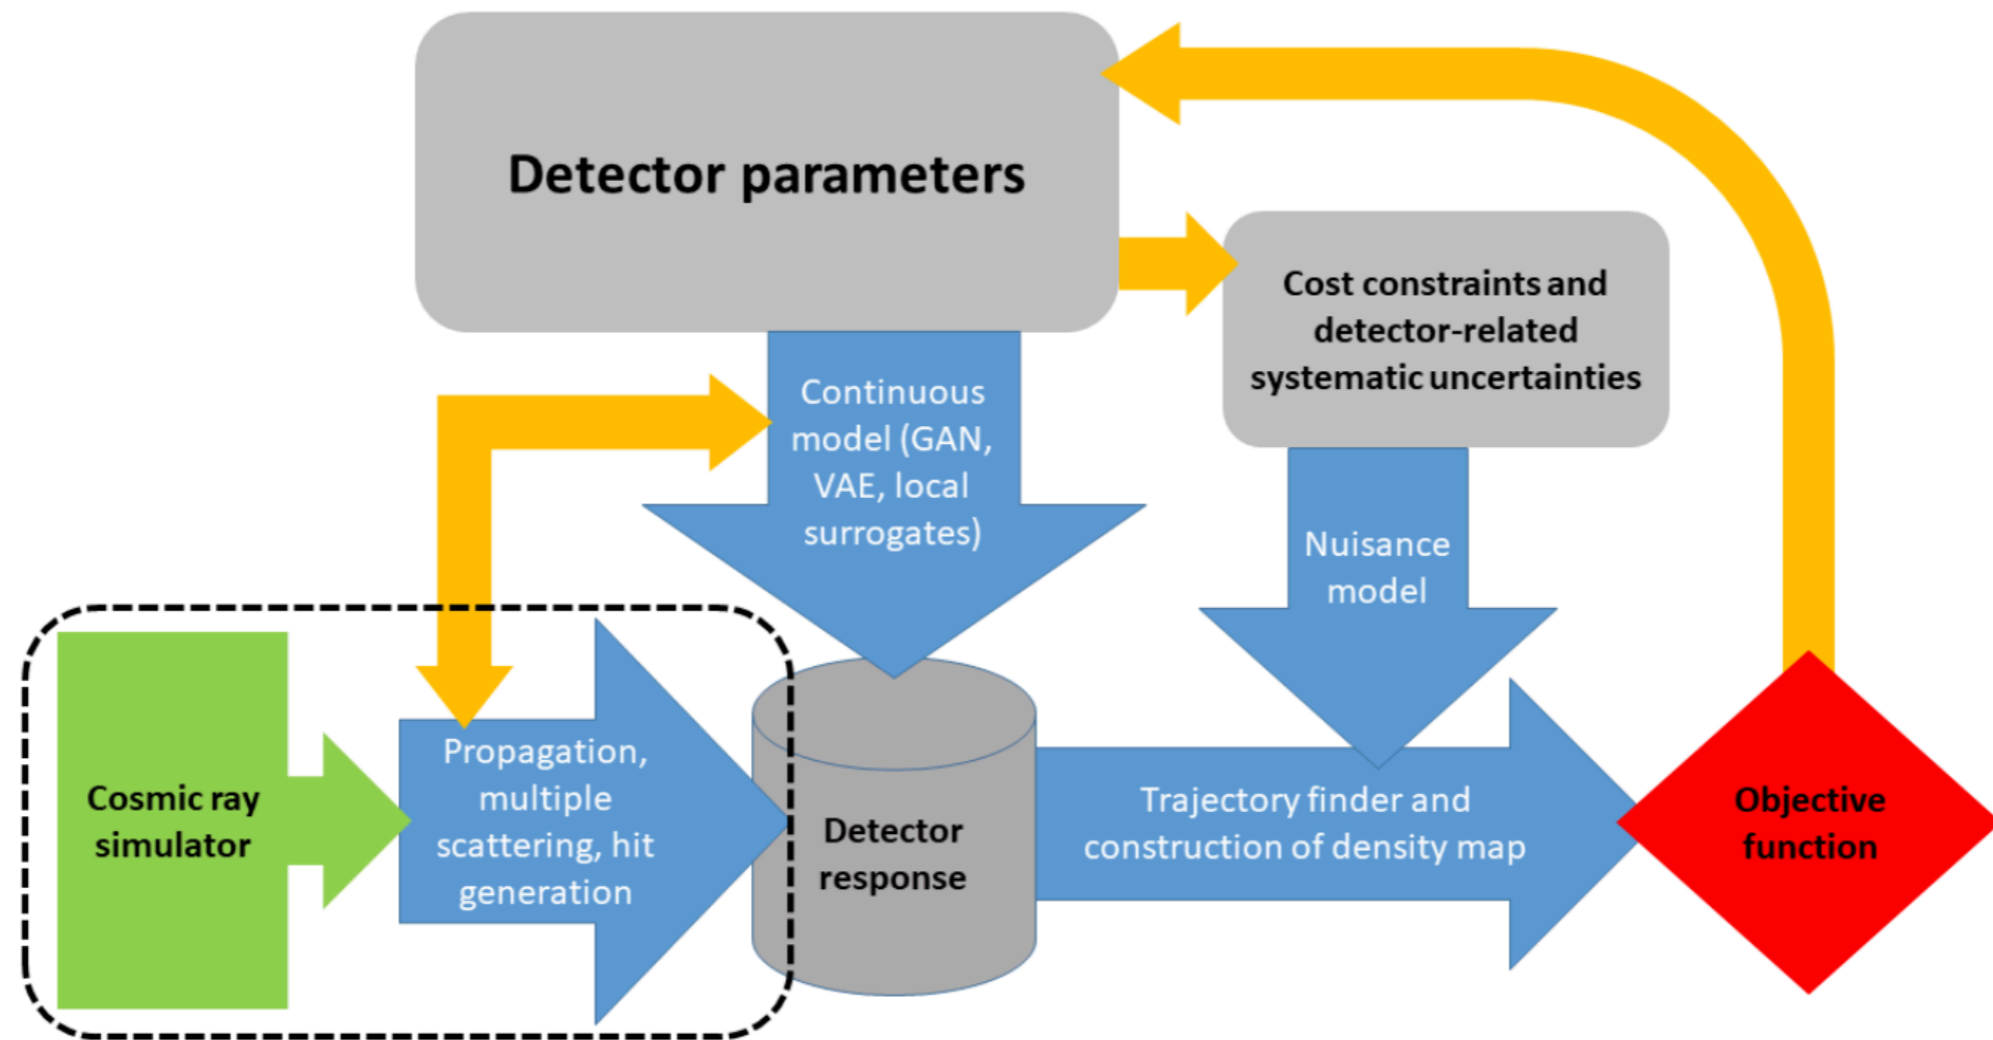 Detector parameters
Cost constraints and
detector-related
systematic uncertainties
Continuous
model (GAN,
VAE, local
surrogates)
Nuisance
model
Cosmic ray
simulator
Propagation,
multiple
scattering, hit
generation
Detector
response
Trajectory finder and
construction of density map
Objective
function